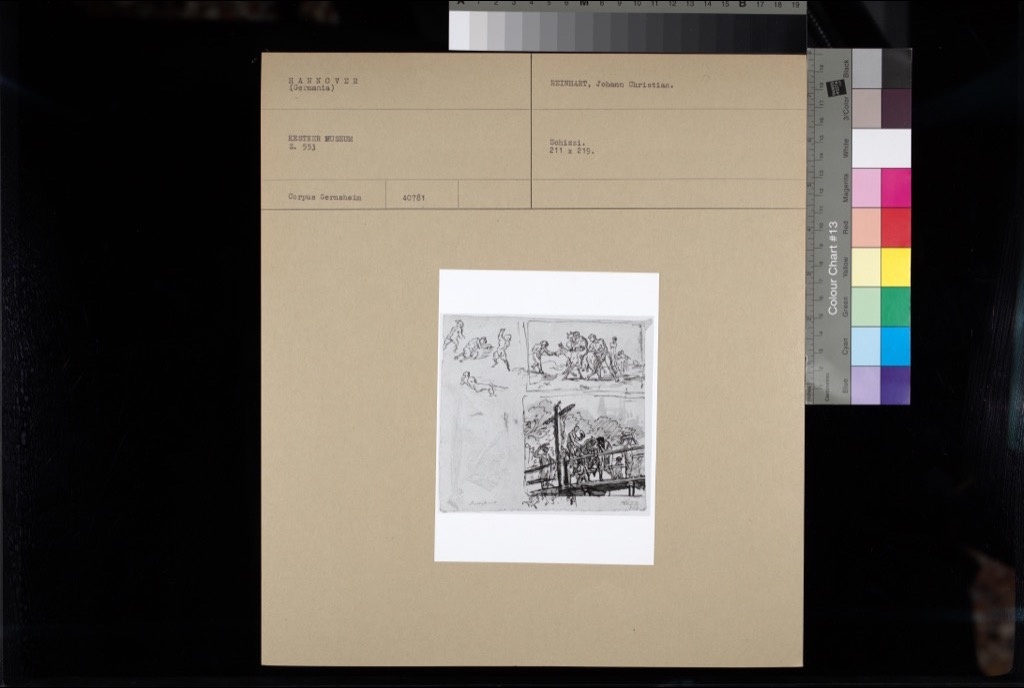 A 1 2 3 4 5 6 M 8 9 10 11 12 13 14 15 B 17 18 19
HANNOVER
(Germania)
REINHART, Johann Christian.
KESTNER MUSEUM
Z. 553
Schizzi.
211 x 219.
Corpus Gernsheim
40781
Colour Chart #13
Black
3/Color
White
Magenta
Red
Yellow
Green
Cyan
Blue